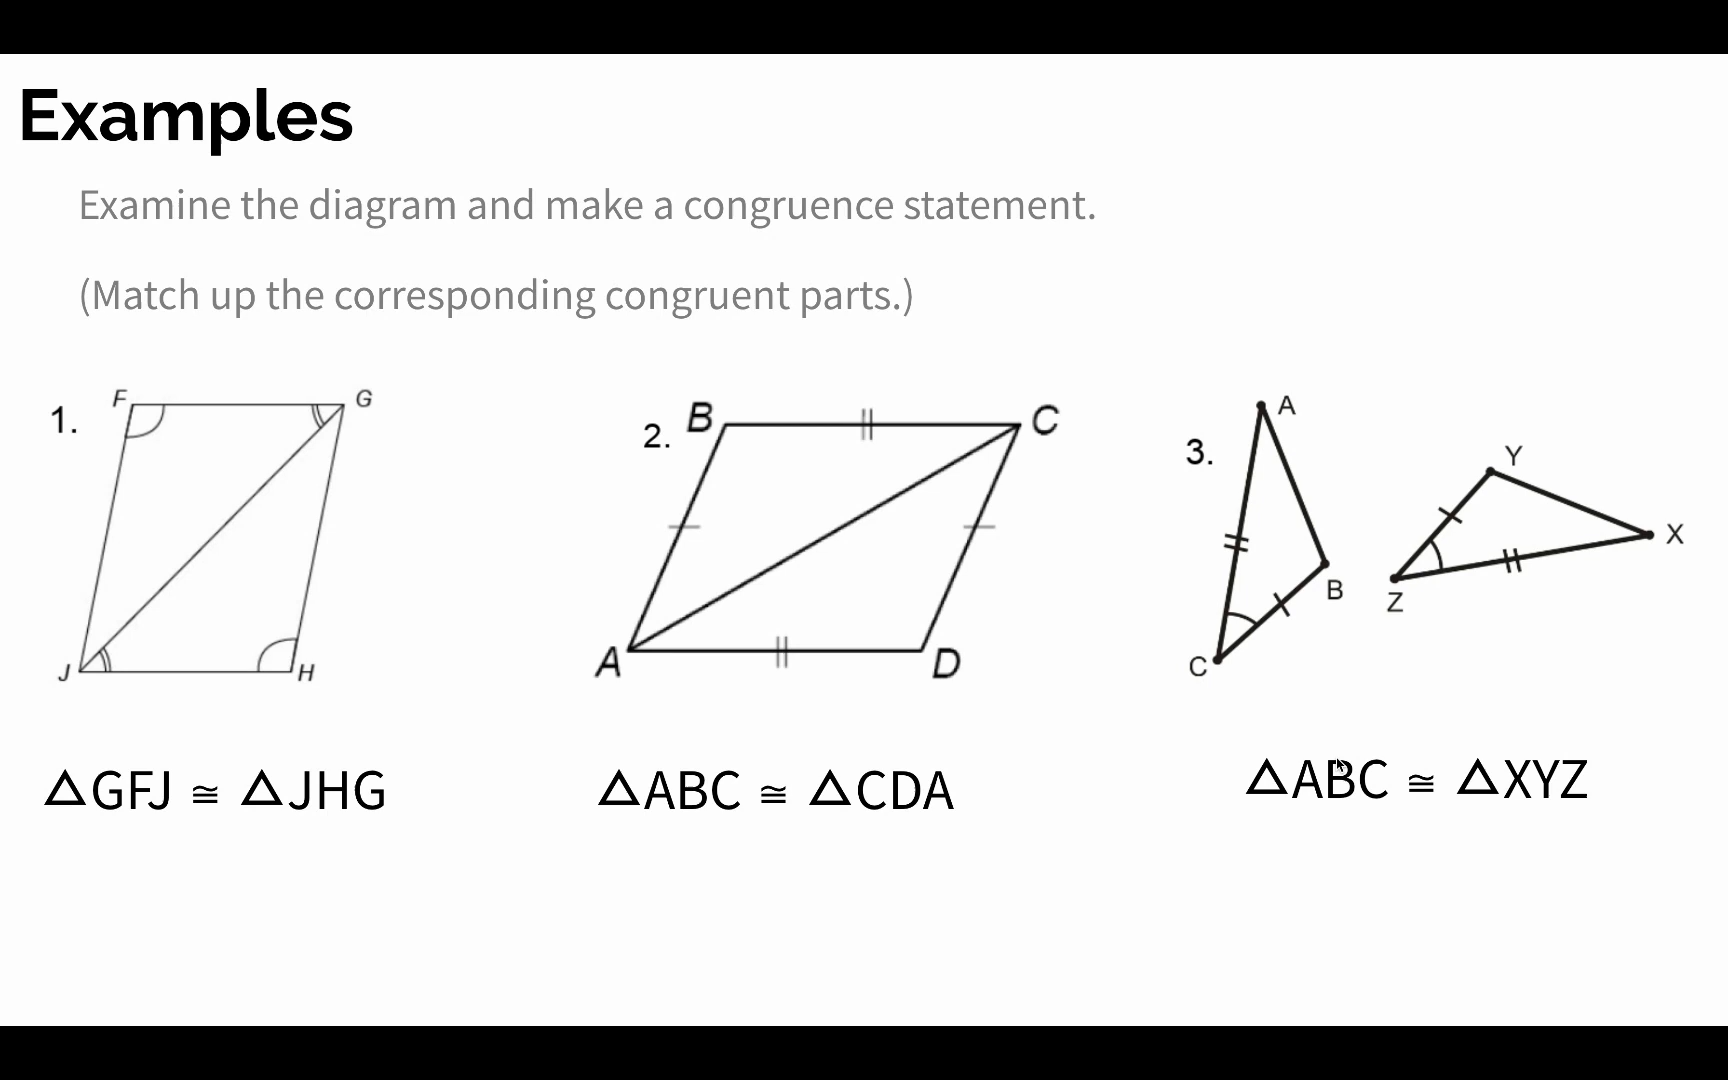 Examples
Examine the diagram and make a congruence statement.
(Match up the corresponding congruent parts.)
1.
F
G
J
H
2.
B
C
A
D
3.
A
B
C
Y
X
Z
△GFJ ≅ △JHG
△ABC ≅ △CDA
△ABC ≅ △XYZ